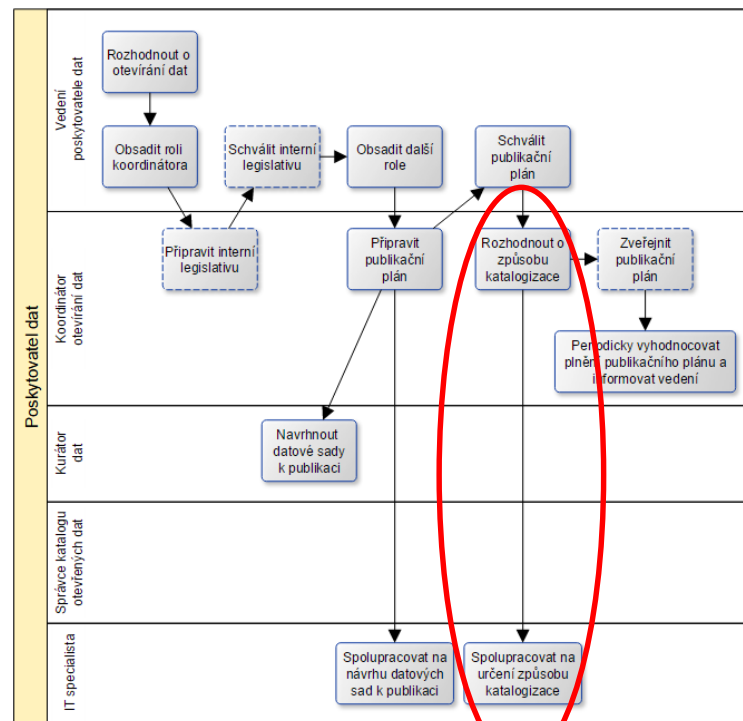 Poskytovatel dat
Vedení
poskytovatele dat
Rozhodnout o
otevírání dat
Obsadit roli
koordinátora
Schválit interní
legislativu
Obsadit další
role
Schválit
publikační
plán
Koordinátor
otevírání dat
Připravit interní
legislativu
Připravit
publikační
plán
Rozhodnout o
způsobu
katalogizace
Zveřejnit
publikační
plán
Periodicky vyhodnocovat
plnění publikačního plánu a
informovat vedení
Kurátor
dat
Navrhnout
datové sady
k publikaci
Správce katalogu
otevřených dat
IT specialista
Spolupracovat na
návrhu datových
sad k publikaci
Spolupracovat na
určení způsobu
katalogizace